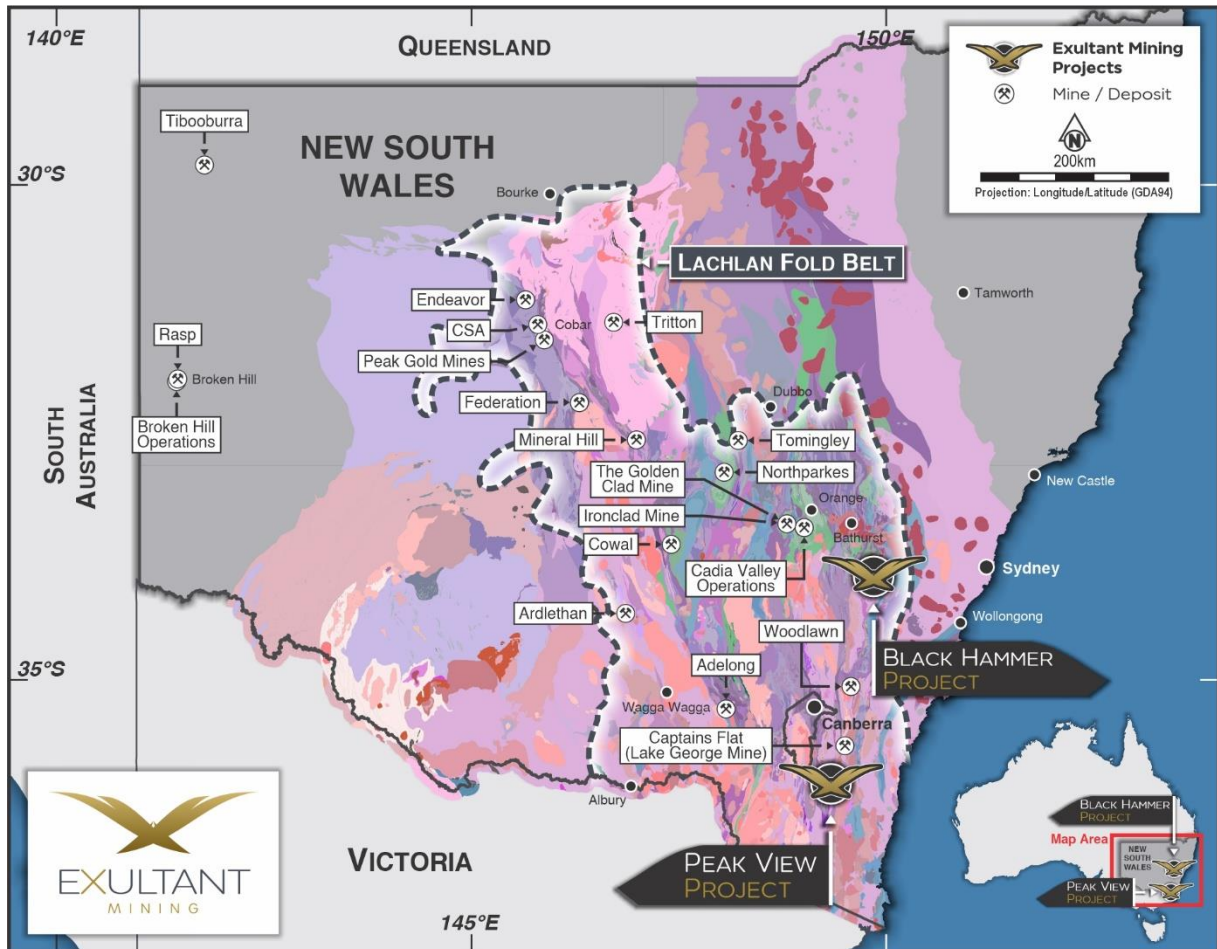 140°E
QUEENSLAND
150°E
Exultant Mining
Projects
Mine / Deposit
N
200km
Projection: Longitude/Latitude (GDA94)
Tibooburra
NEW SOUTH
WALES
30°S
Bourke
LACHLAN FOLD BELT
Endeavor
CSA
Cobar
Tritton
Peak Gold Mines
Tamworth
Rasp
Broken Hill
Broken Hill
Operations
Federation
Dubbo
Mineral Hill
Tomingley
SOUTH
AUSTRALIA
The Golden
Clad Mine
Northparkes
New Castle
Ironclad Mine
Orange
Bathurst
Cowal
Cadia Valley
Operations
Sydney
Ardlethan
Woodlawn
Wollongong
BLACK HAMMER
PROJECT
35°S
Adelong
Wagga Wagga
Canberra
Captains Flat
(Lake George Mine)
Albury
VICTORIA
PEAK VIEW
PROJECT
145°E
EXULTANT
MINING
BLACK HAMMER
PROJECT
Map Area
NEW
SOUTH
WALES
PEAK VIEW
PROJECT